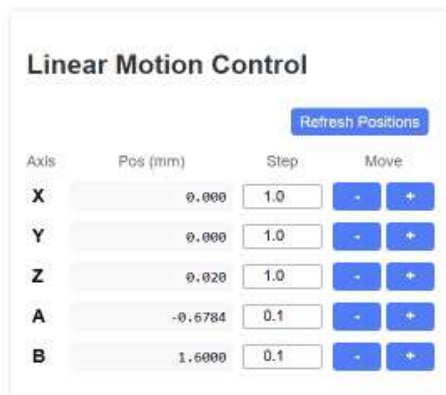 Linear Motion Control
Refresh Positions
Axis Pos (mm) Step Move
X 0.000 1.0 - +
Y 0.000 1.0 - +
Z 0.020 1.0 - +
A -0.6784 0.1 - +
B 1.6000 0.1 - +